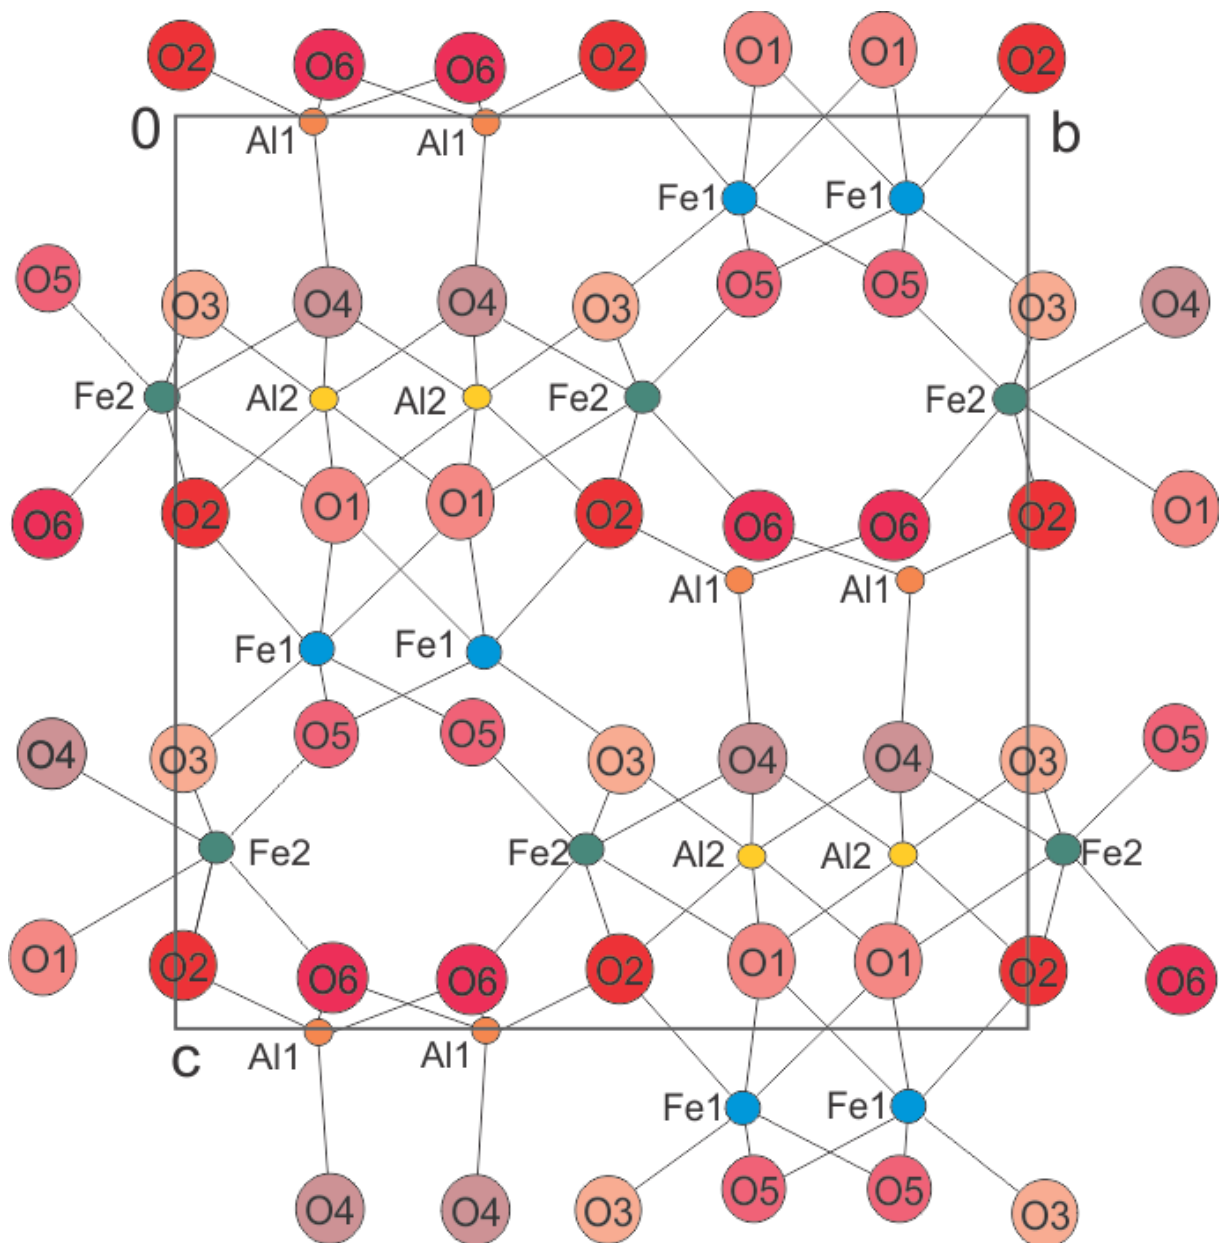 O2 O6 O6 O2 O1 O1 O2
0 Al1 Al1 b
Fe1 Fe1
O5 O3 O4 O4 O3 O5 O5 O3 O4
Fe2 Al2 Al2 Fe2 Fe2
O6 O2 O1 O1 O2 O6 O6 O2 O1
Al1 Al1
Fe1 Fe1
O4 O3 O5 O5 O3 O4 O4 O3 O5
Fe2 Fe2 Al2 Al2 Fe2
O1 O2 O6 O6 O2 O1 O1 O2 O6
c Al1 Al1
Fe1 Fe1
O4 O4 O3 O5 O5 O3